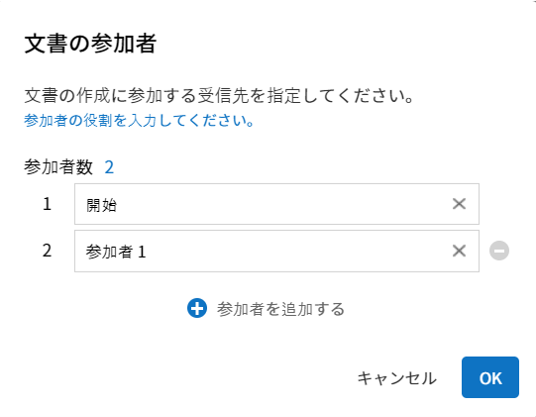 文書の参加者
文書の作成に参加する受信先を指定してください。
参加者の役割を入力してください。
参加者数 2
1 開始
2 参加者 1
参加者を追加する
キャンセル OK